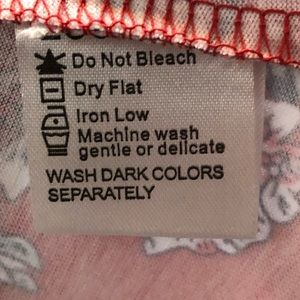 Do Not Bleach
Dry Flat
Iron Low
Machine wash
gentle or delicate
WASH DARK COLORS
SEPARATELY